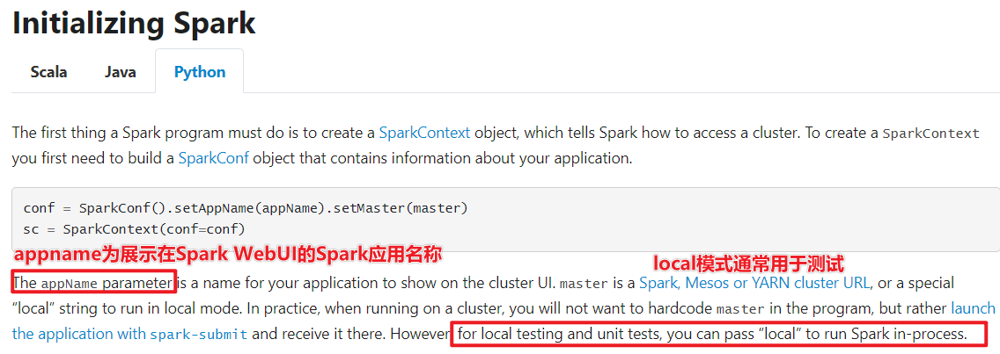 Initializing Spark
Scala Java Python
The first thing a Spark program must do is to create a SparkContext object, which tells Spark how to access a cluster. To create a SparkContext
you first need to build a SparkConf object that contains information about your application.
conf = SparkConf().setAppName(appName).setMaster(master)
sc = SparkContext(conf=conf)
appname为展示在Spark WebUI的Spark应用名称
local模式通常用于测试
The appName parameter is a name for your application to show on the cluster UI. master is a Spark, Mesos or YARN cluster URL, or a special
“local” string to run in local mode. In practice, when running on a cluster, you will not want to hardcode master in the program, but rather launch
the application with spark-submit and receive it there. However, for local testing and unit tests, you can pass “local” to run Spark in-process.